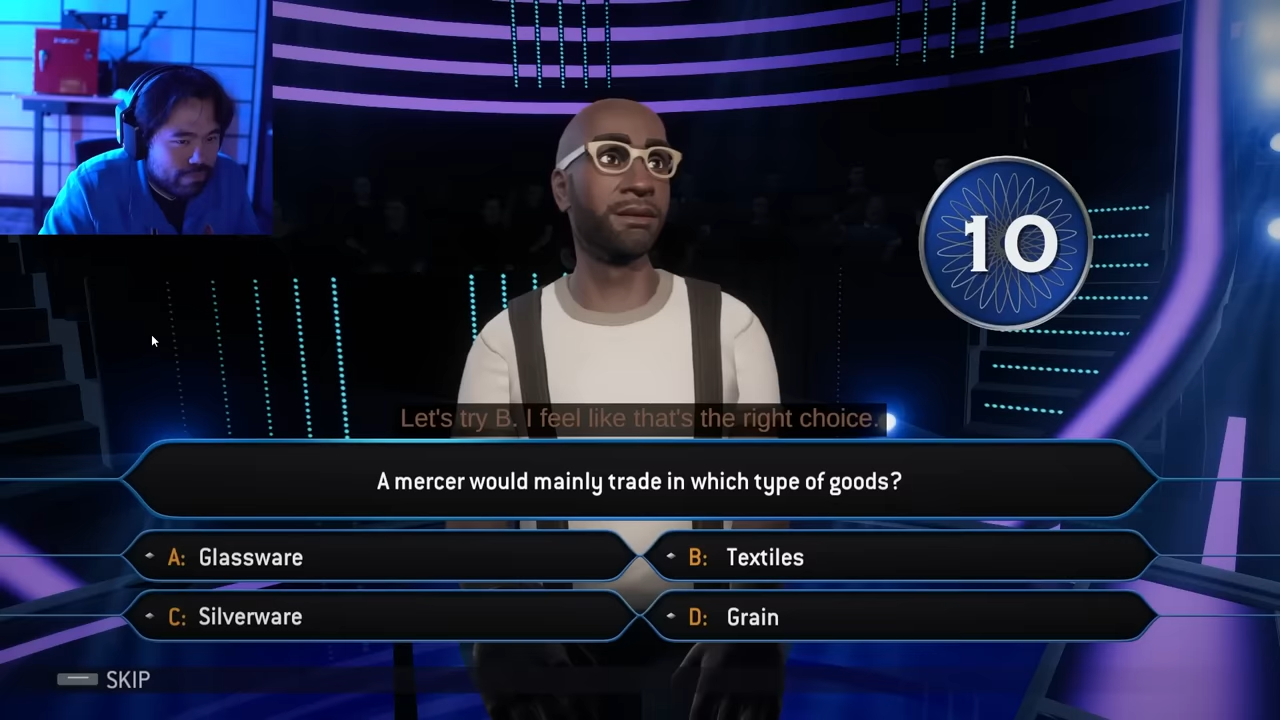 10
Let's try B. I feel like that's the right choice.
A mercer would mainly trade in which type of goods?
A: Glassware
B: Textiles
C: Silverware
D: Grain
SKIP